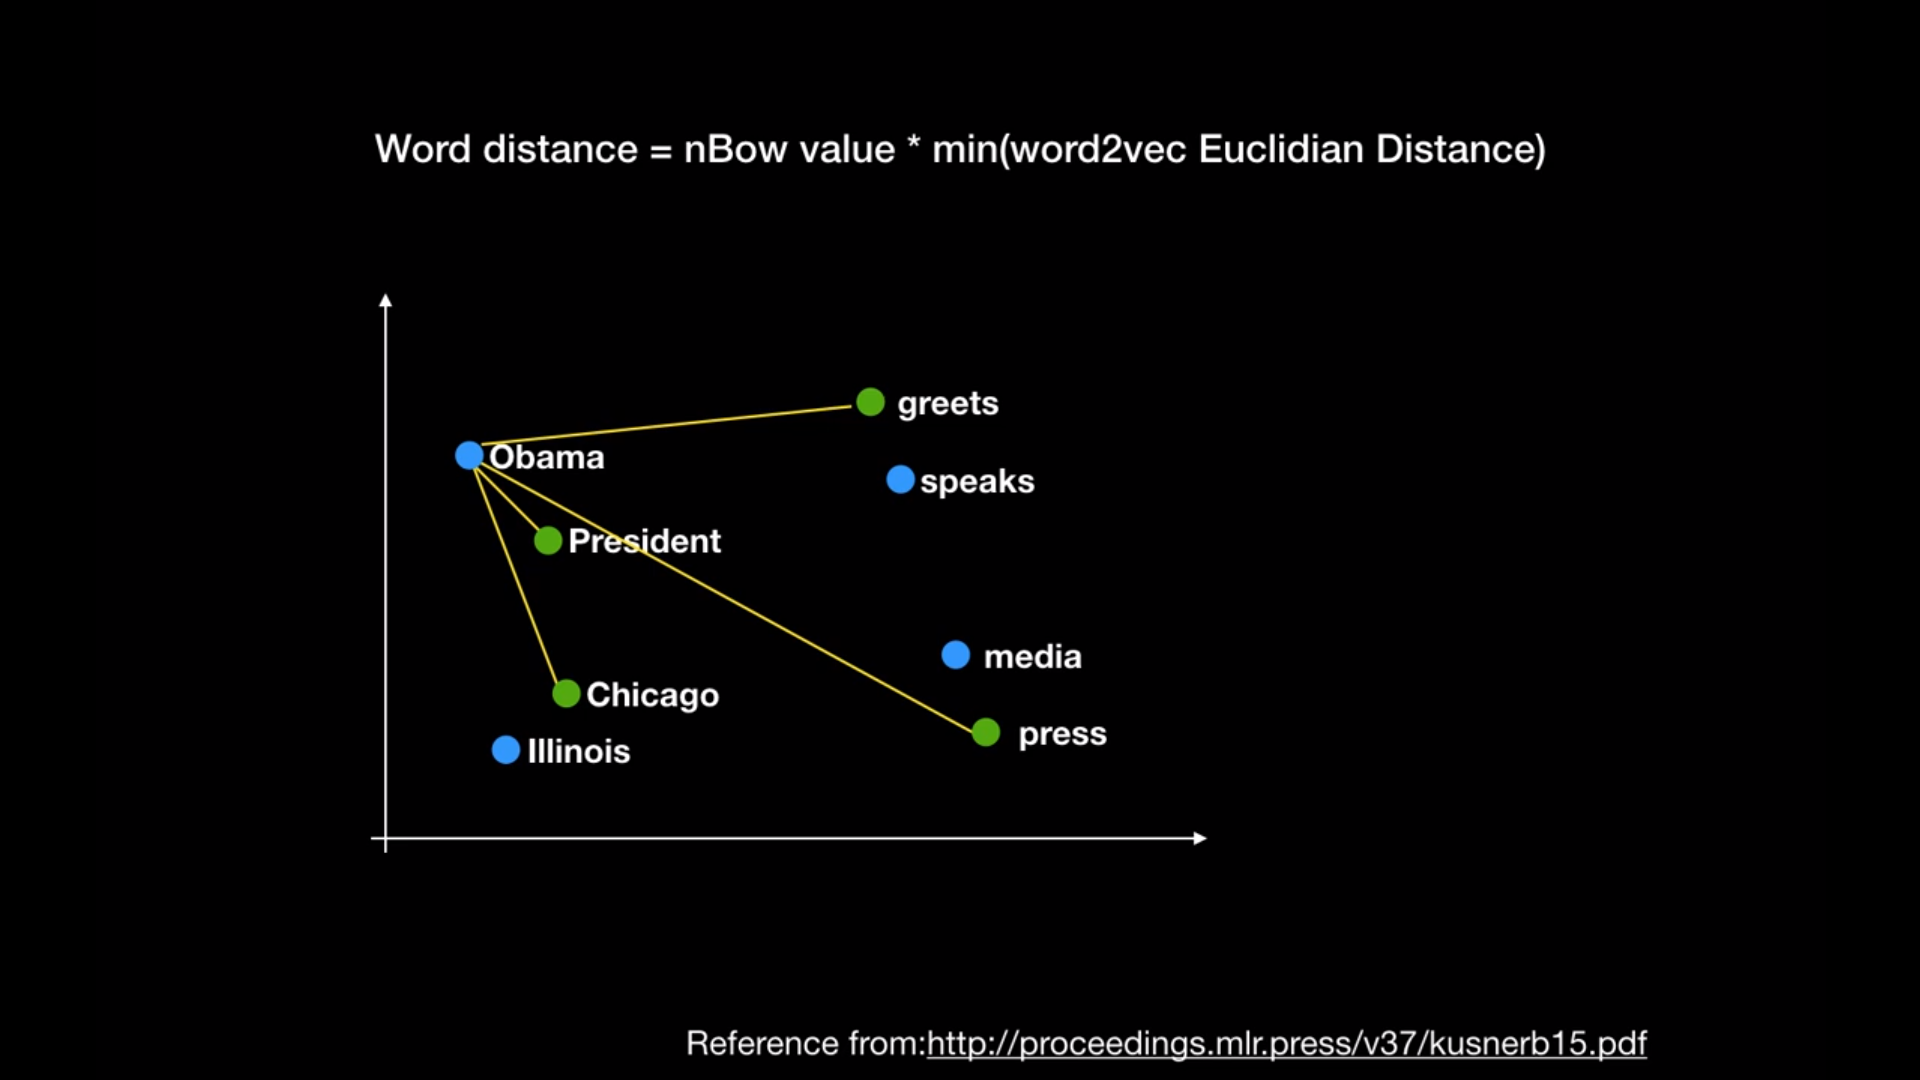 Word distance = nBow value * min(word2vec Euclidian Distance)
greets
Obama
speaks
President
media
Chicago
press
Illinois
Reference from:http://proceedings.mlr.press/v37/kusnerb15.pdf